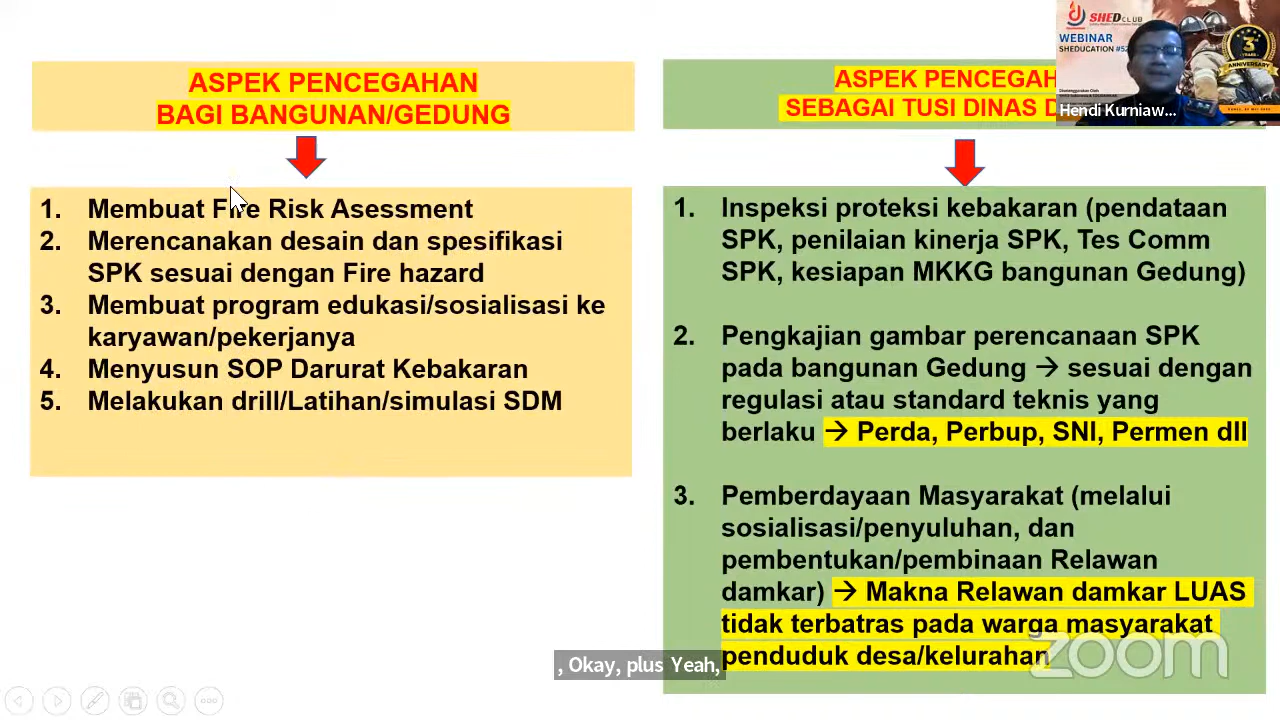 ASPEK PENCEGAHAN
BAGI BANGUNAN/GEDUNG
1. Membuat Fire Risk Asessment
2. Merencanakan desain dan spesifikasi
SPK sesuai dengan Fire hazard
3. Membuat program edukasi/sosialisasi ke
karyawan/pekerjanya
4. Menyusun SOP Darurat Kebakaran
5. Melakukan drill/Latihan/simulasi SDM
ASPEK PENCEGAH
SEBAGAI TUSI DINAS D
1. Inspeksi proteksi kebakaran (pendataan
SPK, penilaian kinerja SPK, Tes Comm
SPK, kesiapan MKKG bangunan Gedung)
2. Pengkajian gambar perencanaan SPK
pada bangunan Gedung → sesuai dengan
regulasi atau standard teknis yang
berlaku → Perda, Perbup, SNI, Permen dll
3. Pemberdayaan Masyarakat (melalui
sosialisasi/penyuluhan, dan
pembentukan/pembinaan Relawan
damkar) → Makna Relawan damkar LUAS
tidak terbatras pada warga masyarakat
penduduk desa/kelurahan
SHEDCLUB
WEBINAR
SHEDUCATION #52
3
YEARS
ANNIVERSARY
Hendi Kurniaw...
, Okay, plus Yeah,
zoom